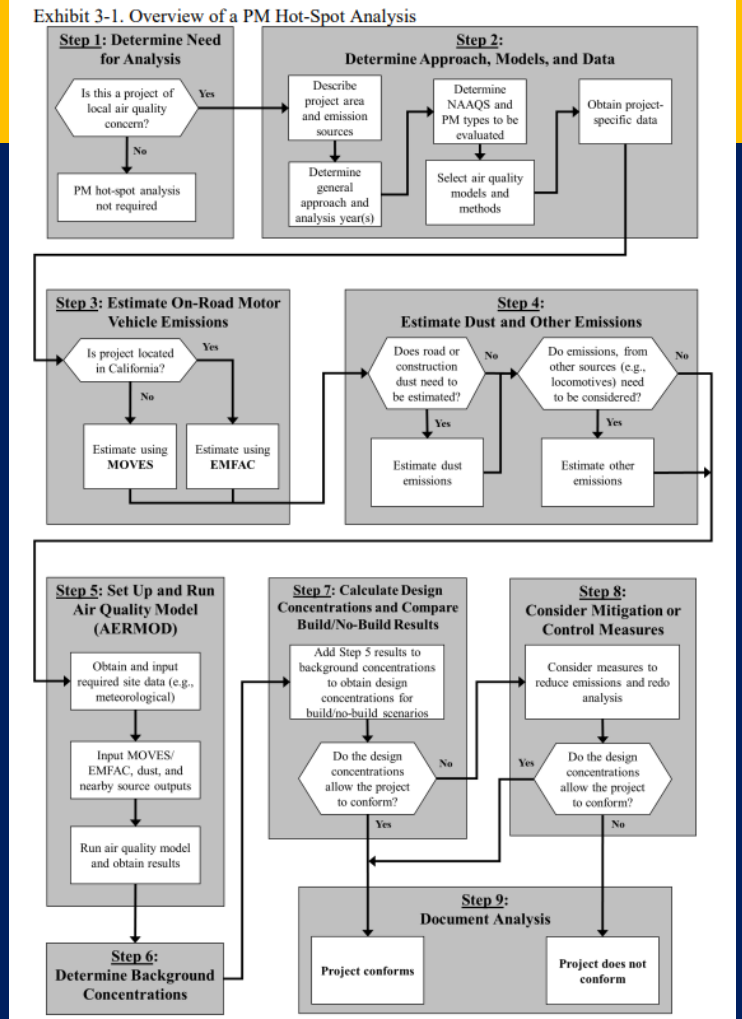 Exhibit 3-1. Overview of a PM Hot-Spot Analysis
Step 1: Determine Need
for Analysis
Is this a project of
local air quality
concern?
Yes
No
PM hot-spot analysis
not required
Step 2:
Determine Approach, Models, and Data
Describe
project area
and emission
sources
Determine
general
approach and
analysis year(s)
Determine
NAAQS and
PM types to be
evaluated
Select air quality
models and
methods
Obtain project-
specific data
Step 3: Estimate On-Road Motor
Vehicle Emissions
Is project located
in California?
Yes
No
Estimate using
MOVES
Estimate using
EMFAC
Step 4:
Estimate Dust and Other Emissions
Does road or
construction
dust need to
be estimated?
No
Yes
Estimate dust
emissions
Do emissions, from
other sources (e.g.,
locomotives) need
to be considered?
No
Yes
Estimate other
emissions
Step 5: Set Up and Run
Air Quality Model
(AERMOD)
Obtain and input
required site data (e.g.,
meteorological)
Input MOVES/
EMFAC, dust, and
nearby source outputs
Run air quality model
and obtain results
Step 6:
Determine Background
Concentrations
Step 7: Calculate Design
Concentrations and Compare
Build/No-Build Results
Add Step 5 results to
background concentrations
to obtain design
concentrations for
build/no-build scenarios
Do the design
concentrations
allow the project
to conform?
No
Yes
Step 8:
Consider Mitigation or
Control Measures
Consider measures to
reduce emissions and redo
analysis
Yes
Do the design
concentrations
allow the project
to conform?
No
Step 9:
Document Analysis
Project conforms
Project does not
conform